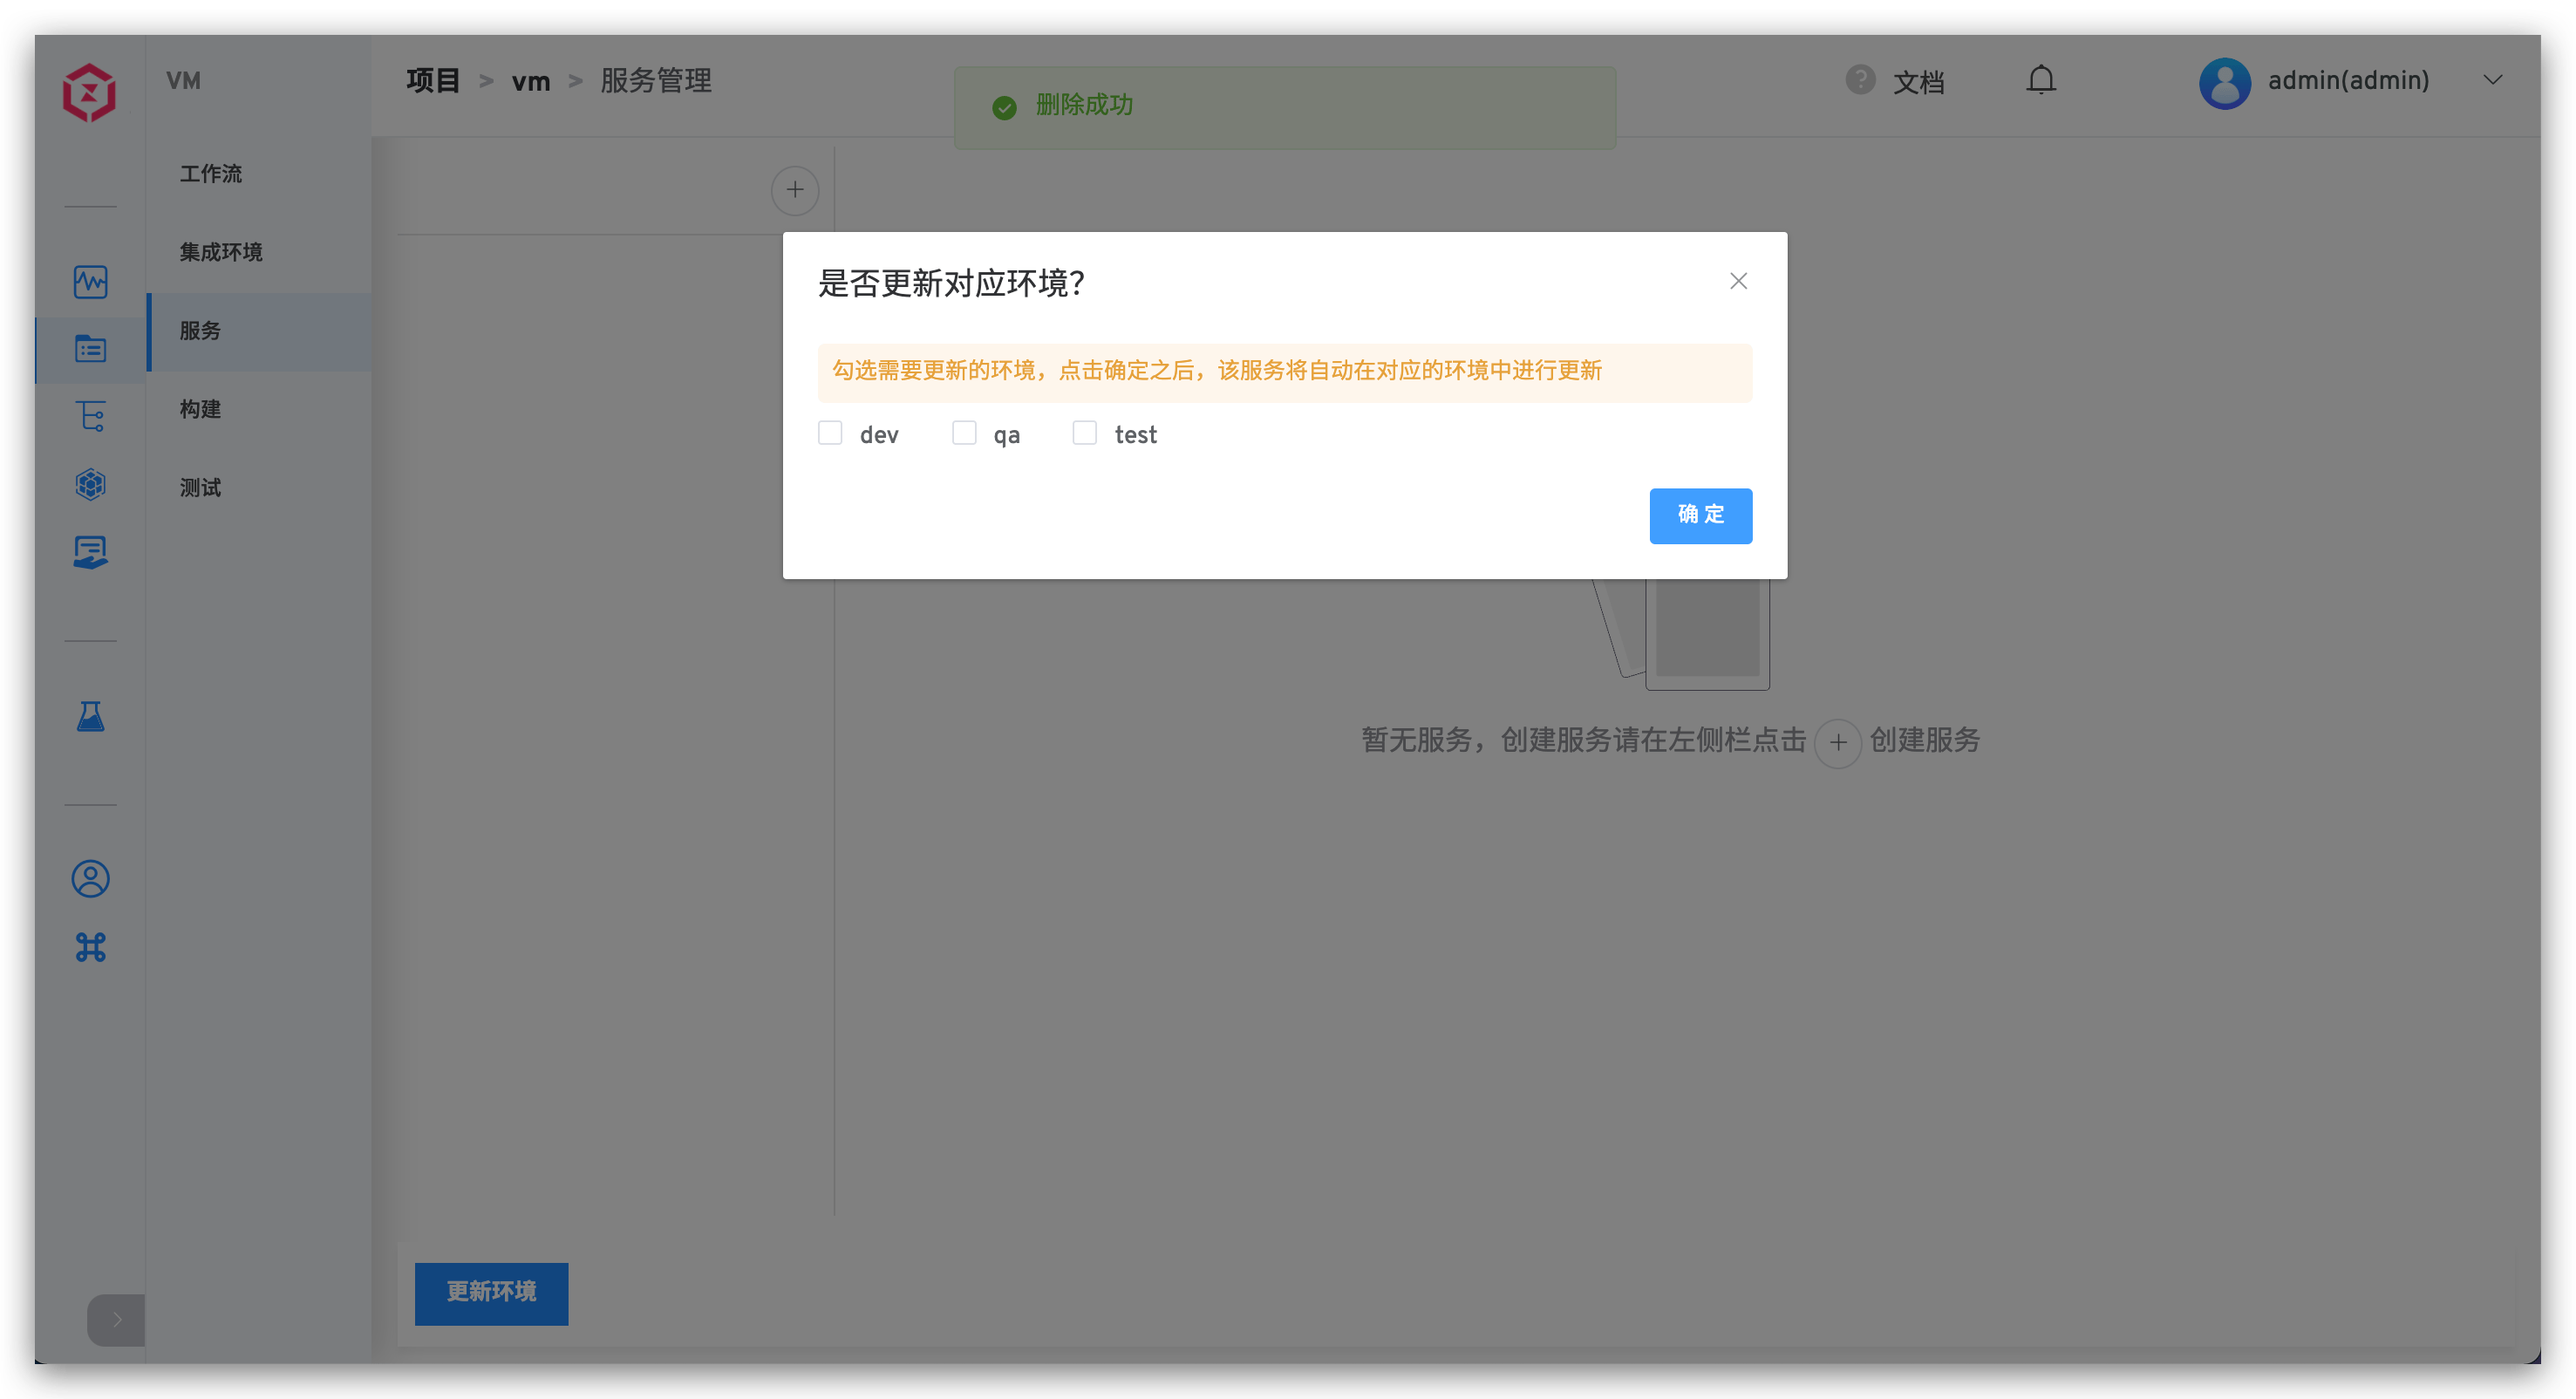 VM
项目 > vm > 服务管理
删除成功
文档
admin(admin)
工作流
集成环境
服务
构建
测试
是否更新对应环境?
勾选需要更新的环境，点击确定之后，该服务将自动在对应的环境中进行更新
dev
qa
test
确 定
暂无服务，创建服务请在左侧栏点击 + 创建服务
更新环境